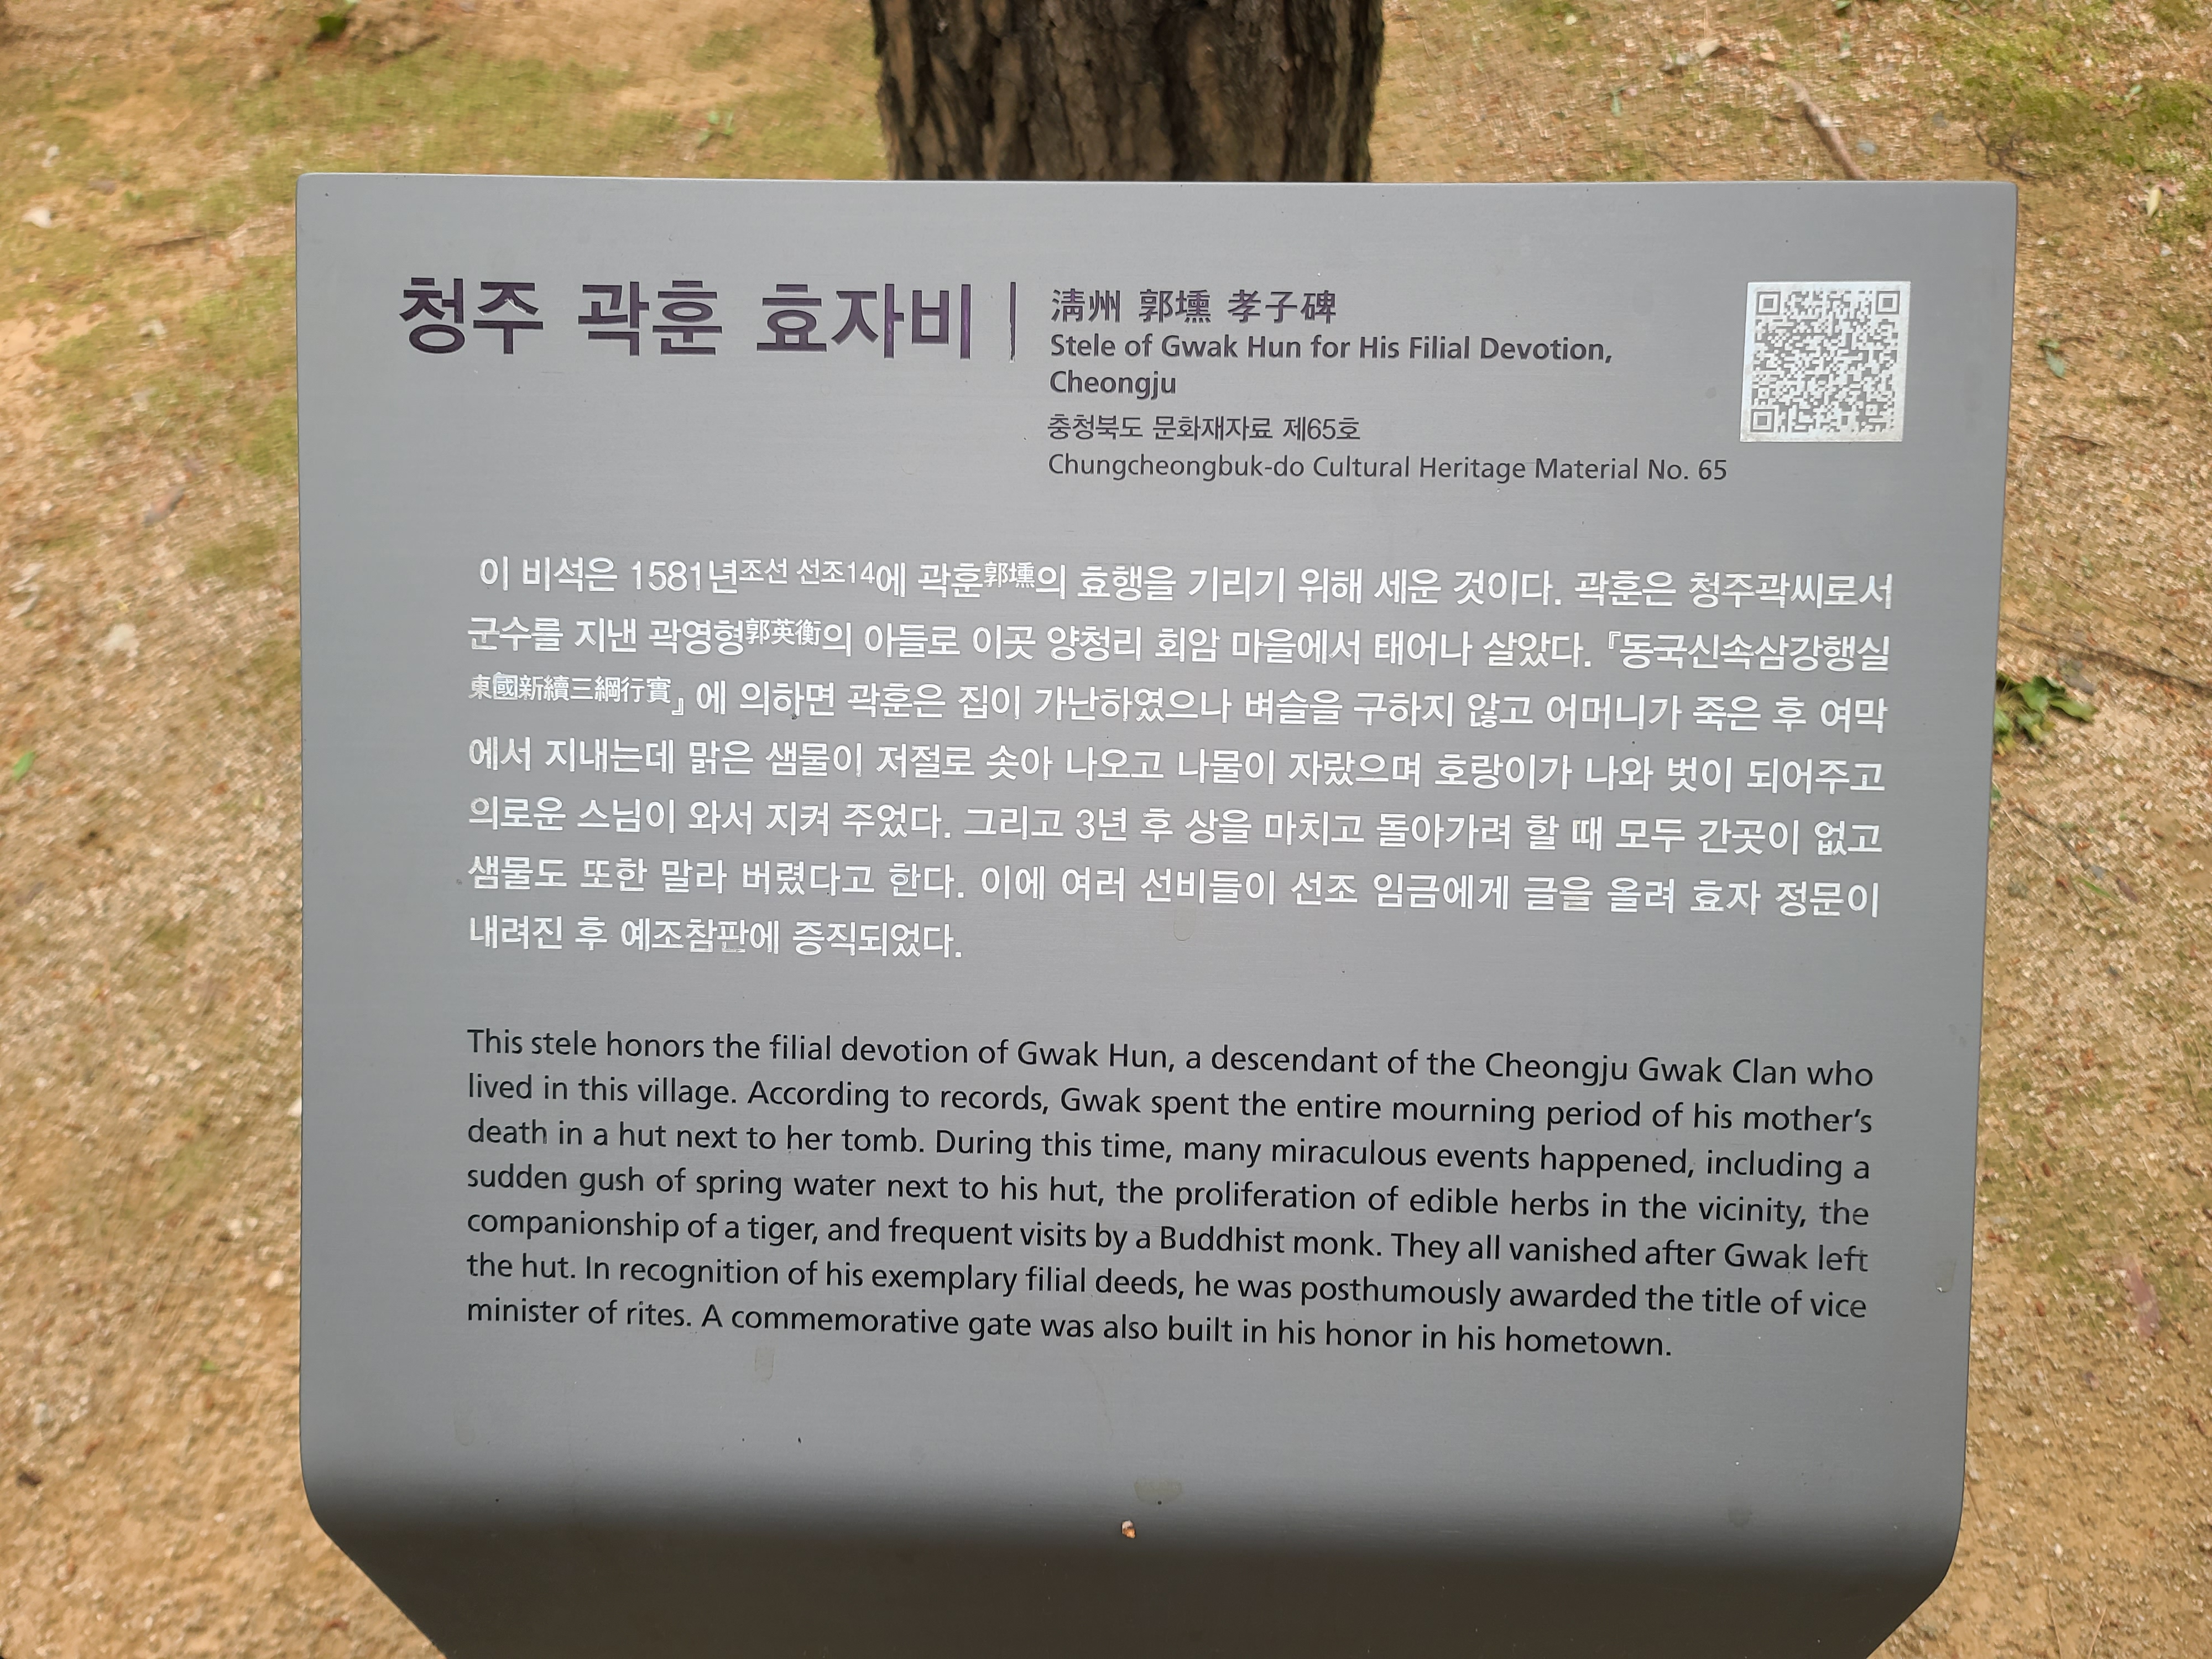 청주 곽훈 효자비
淸州 郭壎 孝子碑
Stele of Gwak Hun for His Filial Devotion,
Cheongju
충청북도 문화재자료 제65호
Chungcheongbuk-do Cultural Heritage Material No. 65
이 비석은 1581년조선 선조14에 곽훈郭壎의 효행을 기리기 위해 세운 것이다. 곽훈은 청주곽씨로서
군수를 지낸 곽영형郭英衡의 아들로 이곳 양청리 회암 마을에서 태어나 살았다. 『동국신속삼강행실
東國新續三綱行實』에 의하면 곽훈은 집이 가난하였으나 벼슬을 구하지 않고 어머니가 죽은 후 여막
에서 지내는데 맑은 샘물이 저절로 솟아 나오고 나물이 자랐으며 호랑이가 나와 벗이 되어주고
의로운 스님이 와서 지켜 주었다. 그리고 3년 후 상을 마치고 돌아가려 할 때 모두 간곳이 없고
샘물도 또한 말라 버렸다고 한다. 이에 여러 선비들이 선조 임금에게 글을 올려 효자 정문이
내려진 후 예조참판에 증직되었다.
This stele honors the filial devotion of Gwak Hun, a descendant of the Cheongju Gwak Clan who
lived in this village. According to records, Gwak spent the entire mourning period of his mother's
death in a hut next to her tomb. During this time, many miraculous events happened, including a
sudden gush of spring water next to his hut, the proliferation of edible herbs in the vicinity, the
companionship of a tiger, and frequent visits by a Buddhist monk. They all vanished after Gwak left
the hut. In recognition of his exemplary filial deeds, he was posthumously awarded the title of vice
minister of rites. A commemorative gate was also built in his honor in his hometown.